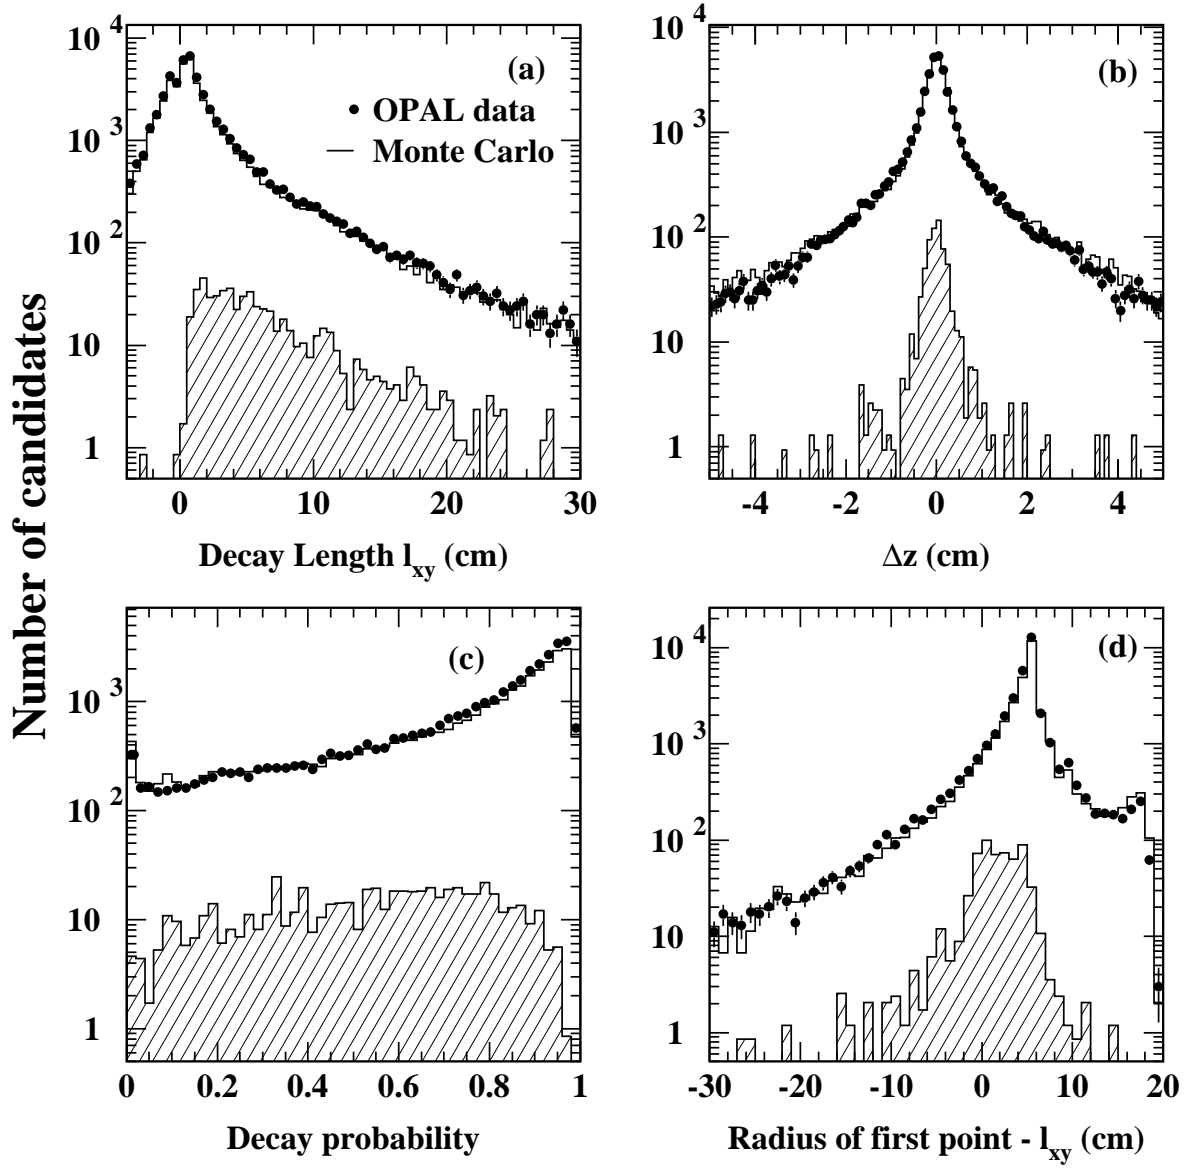 Number of candidates
(a)
OPAL data
Monte Carlo
10^4
10^3
10^2
10
1
0 10 20 30
Decay Length l_xy (cm)
(b)
10^4
10^3
10^2
10
1
-4 -2 0 2 4
Δz (cm)
(c)
10^3
10^2
10
1
0 0.2 0.4 0.6 0.8 1
Decay probability
(d)
10^4
10^3
10^2
10
1
-30 -20 -10 0 10 20
Radius of first point - l_xy (cm)